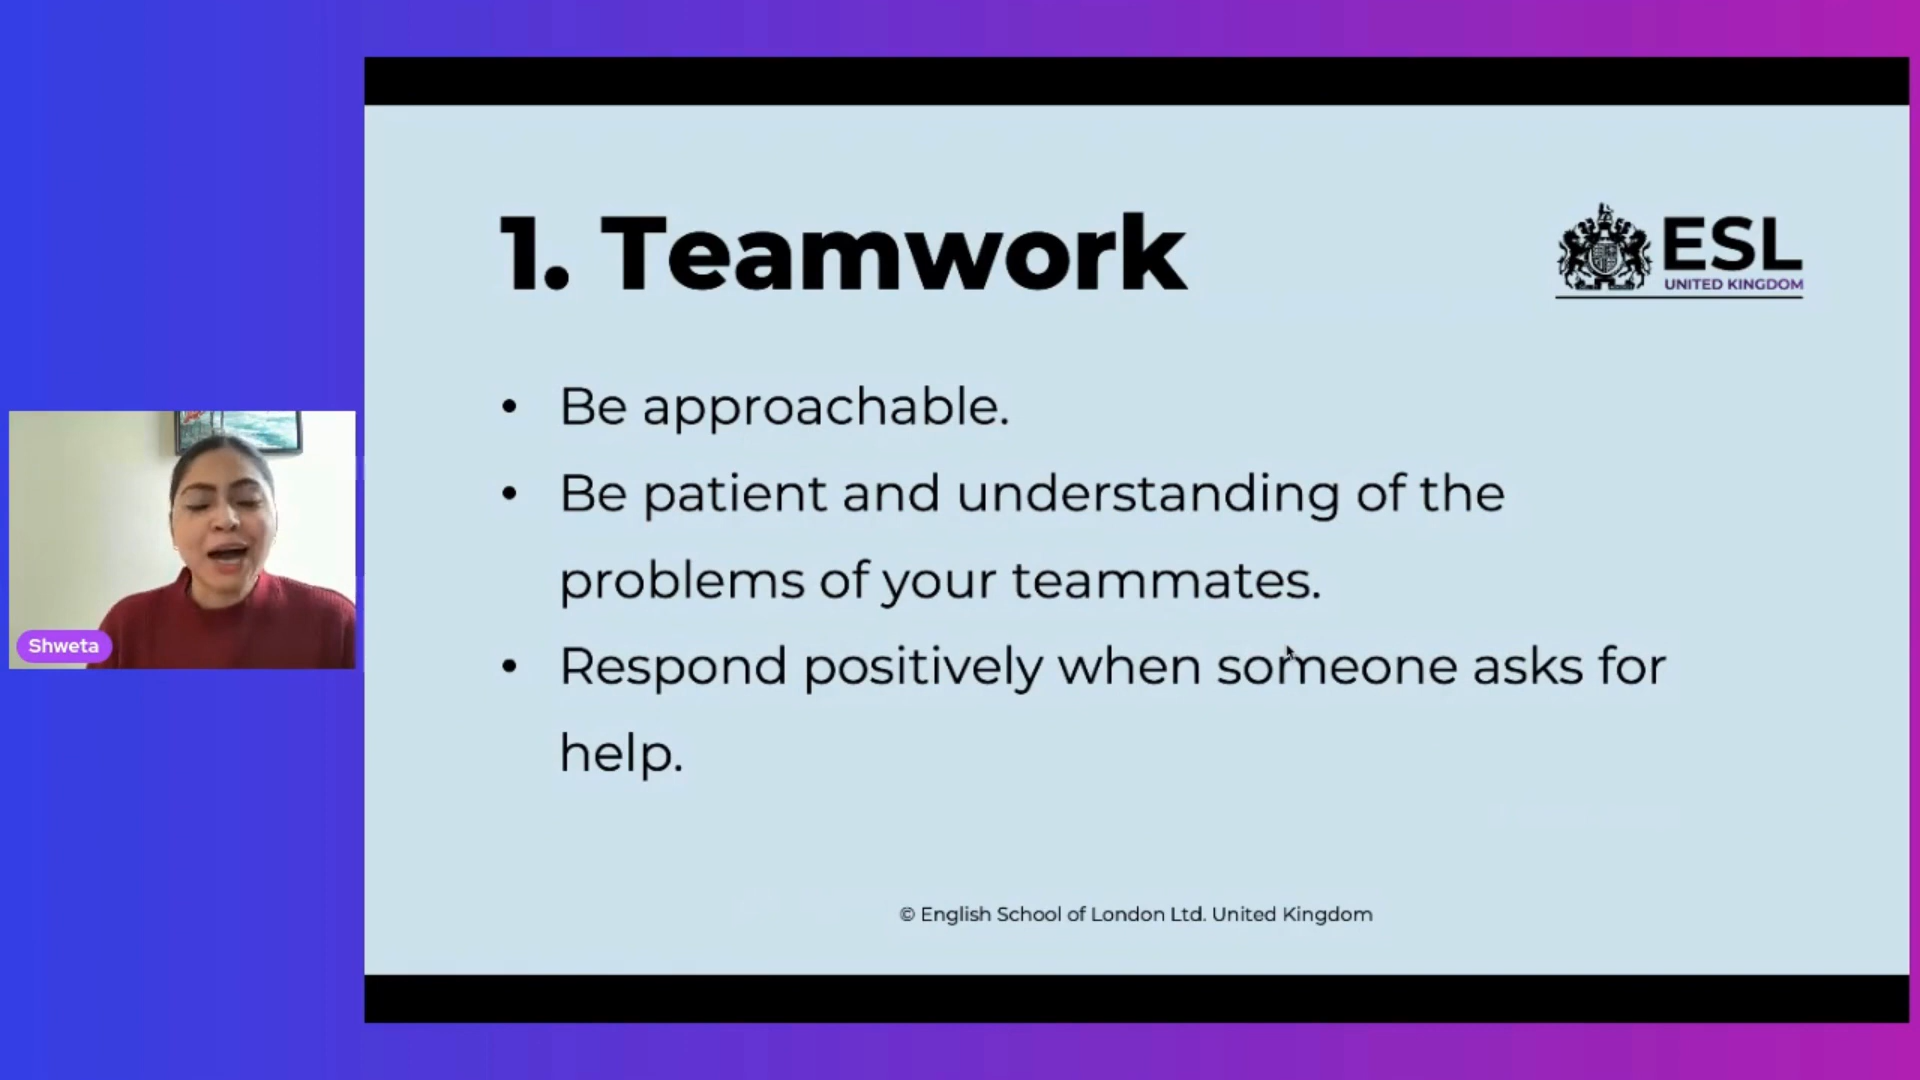 1. Teamwork
ESL
UNITED KINGDOM
• Be approachable.
• Be patient and understanding of the
problems of your teammates.
• Respond positively when someone asks for
help.
Shweta
© English School of London Ltd. United Kingdom